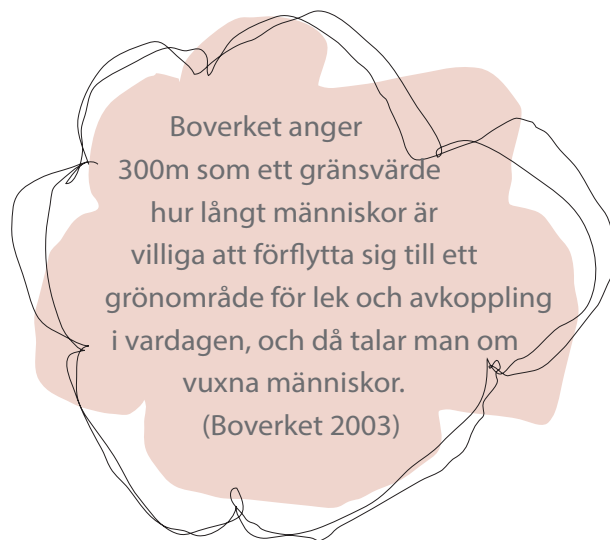 Boverket anger
300m som ett gränsvärde
hur långt människor är
villiga att förflytta sig till ett
grönområde för lek och avkoppling
i vardagen, och då talar man om
vuxna människor.
(Boverket 2003)